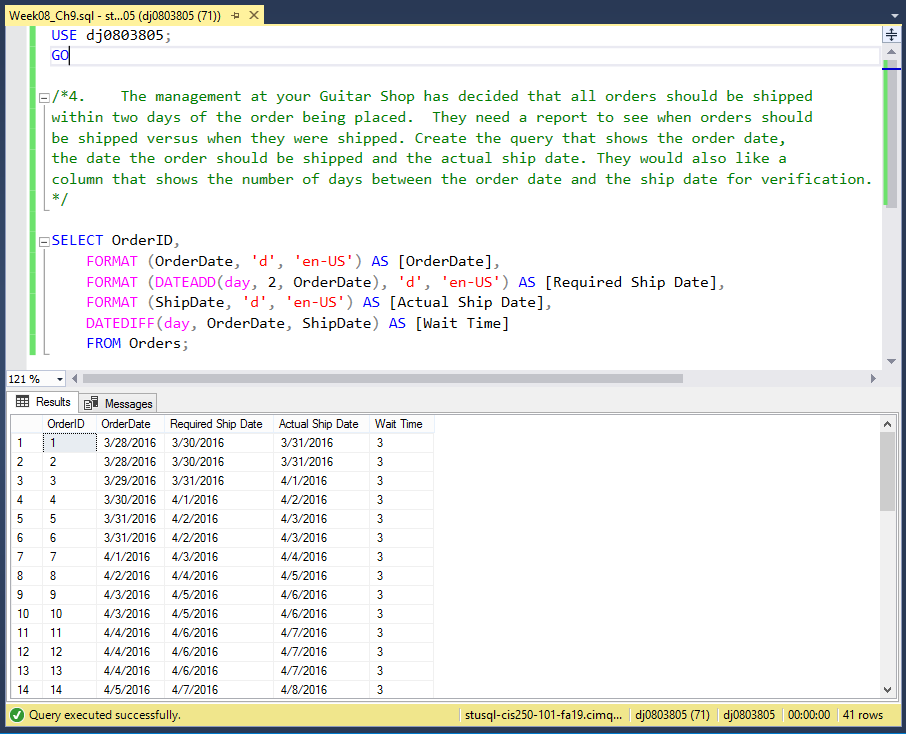 Week08_Ch9.sql - st...05 (dj0803805 (71))
USE dj0803805;
GO
/*4.    The management at your Guitar Shop has decided that all orders should be shipped
within two days of the order being placed.  They need a report to see when orders should
be shipped versus when they were shipped. Create the query that shows the order date,
the date the order should be shipped and the actual ship date. They would also like a
column that shows the number of days between the order date and the ship date for verification.
*/
SELECT OrderID,
FORMAT (OrderDate, 'd', 'en-US') AS [OrderDate],
FORMAT (DATEADD(day, 2, OrderDate), 'd', 'en-US') AS [Required Ship Date],
FORMAT (ShipDate, 'd', 'en-US') AS [Actual Ship Date],
DATEDIFF(day, OrderDate, ShipDate) AS [Wait Time]
FROM Orders;
121 %
Results Messages
OrderID OrderDate Required Ship Date Actual Ship Date Wait Time
1 1 3/28/2016 3/30/2016 3/31/2016 3
2 2 3/28/2016 3/30/2016 3/31/2016 3
3 3 3/29/2016 3/31/2016 4/1/2016 3
4 4 3/30/2016 4/1/2016 4/2/2016 3
5 5 3/31/2016 4/2/2016 4/3/2016 3
6 6 3/31/2016 4/2/2016 4/3/2016 3
7 7 4/1/2016 4/3/2016 4/4/2016 3
8 8 4/2/2016 4/4/2016 4/5/2016 3
9 9 4/3/2016 4/5/2016 4/6/2016 3
10 10 4/3/2016 4/5/2016 4/6/2016 3
11 11 4/4/2016 4/6/2016 4/7/2016 3
12 12 4/4/2016 4/6/2016 4/7/2016 3
13 13 4/4/2016 4/6/2016 4/7/2016 3
14 14 4/5/2016 4/7/2016 4/8/2016 3
Query executed successfully. stusql-cis250-101-fa19.cimq... dj0803805 (71) dj0803805 00:00:00 41 rows